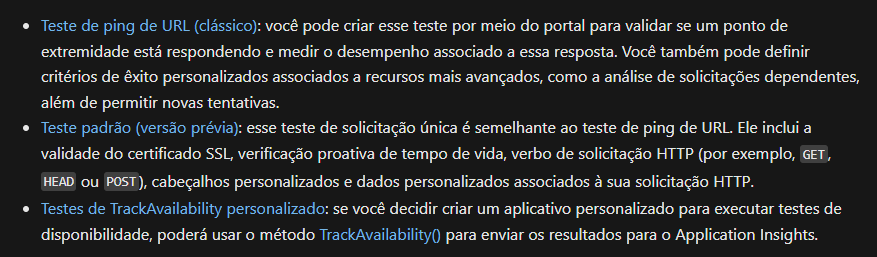 • Teste de ping de URL (clássico): você pode criar esse teste por meio do portal para validar se um ponto de
extremidade está respondendo e medir o desempenho associado a essa resposta. Você também pode definir
critérios de êxito personalizados associados a recursos mais avançados, como a análise de solicitações dependentes,
além de permitir novas tentativas.
• Teste padrão (versão prévia): esse teste de solicitação única é semelhante ao teste de ping de URL. Ele inclui a
validade do certificado SSL, verificação proativa de tempo de vida, verbo de solicitação HTTP (por exemplo, GET,
HEAD ou POST), cabeçalhos personalizados e dados personalizados associados à sua solicitação HTTP.
• Testes de TrackAvailability personalizado: se você decidir criar um aplicativo personalizado para executar testes de
disponibilidade, poderá usar o método TrackAvailability() para enviar os resultados para o Application Insights.